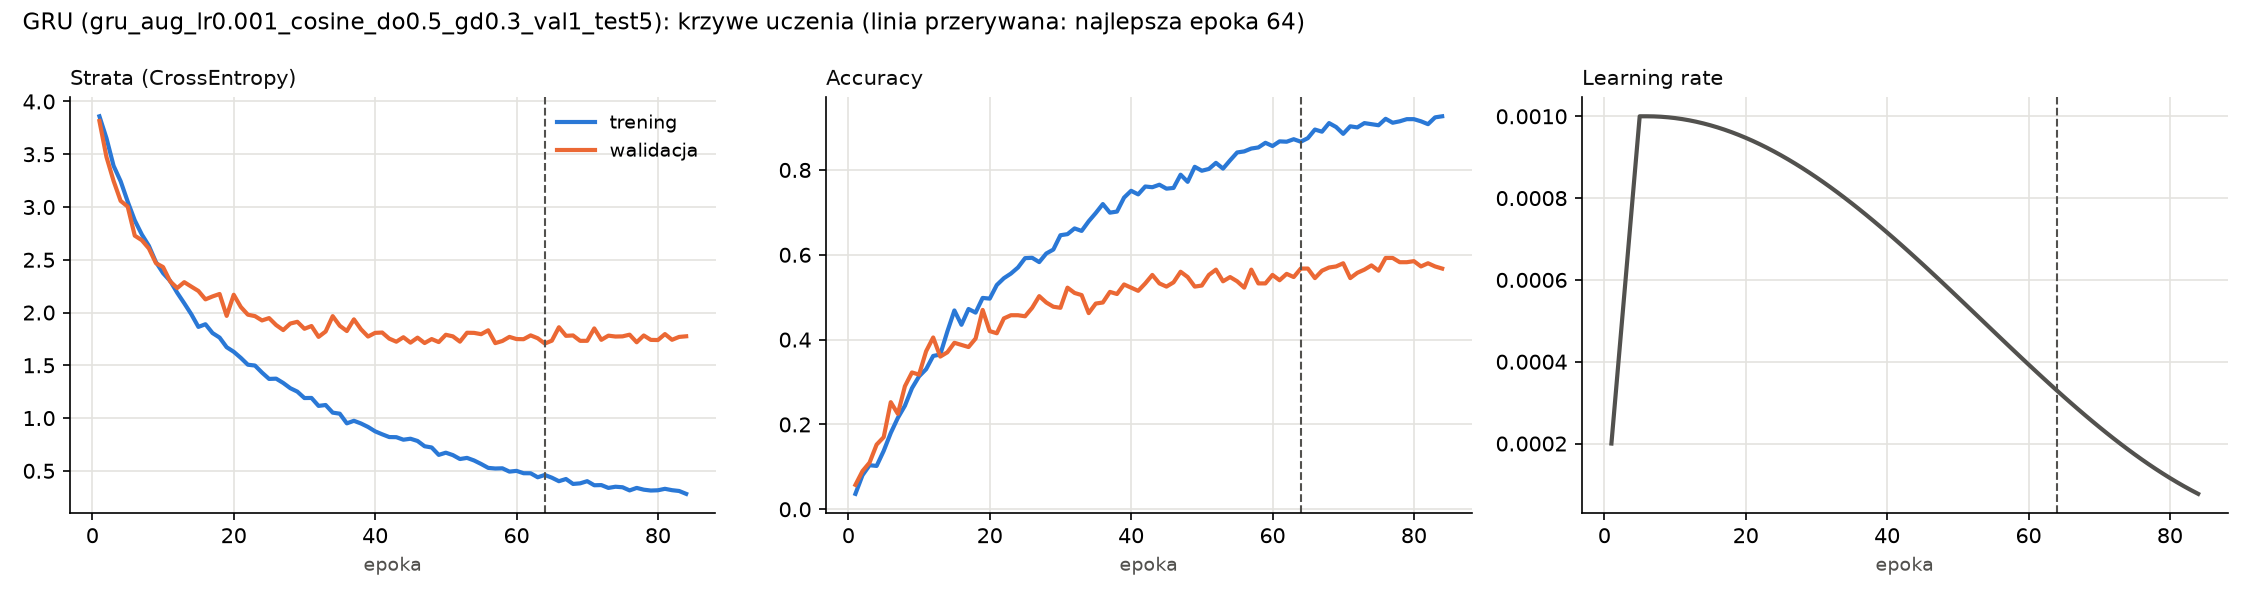 GRU (gru_aug_lr0.001_cosine_do0.5_gd0.3_val1_test5): krzywe uczenia (linia przerywana: najlepsza epoka 64)
Strata (CrossEntropy)
4.0
3.5
3.0
2.5
2.0
1.5
1.0
0.5
trening
walidacja
0 20 40 60 80
epoka
Accuracy
0.8
0.6
0.4
0.2
0.0
0 20 40 60 80
epoka
Learning rate
0.0010
0.0008
0.0006
0.0004
0.0002
0 20 40 60 80
epoka